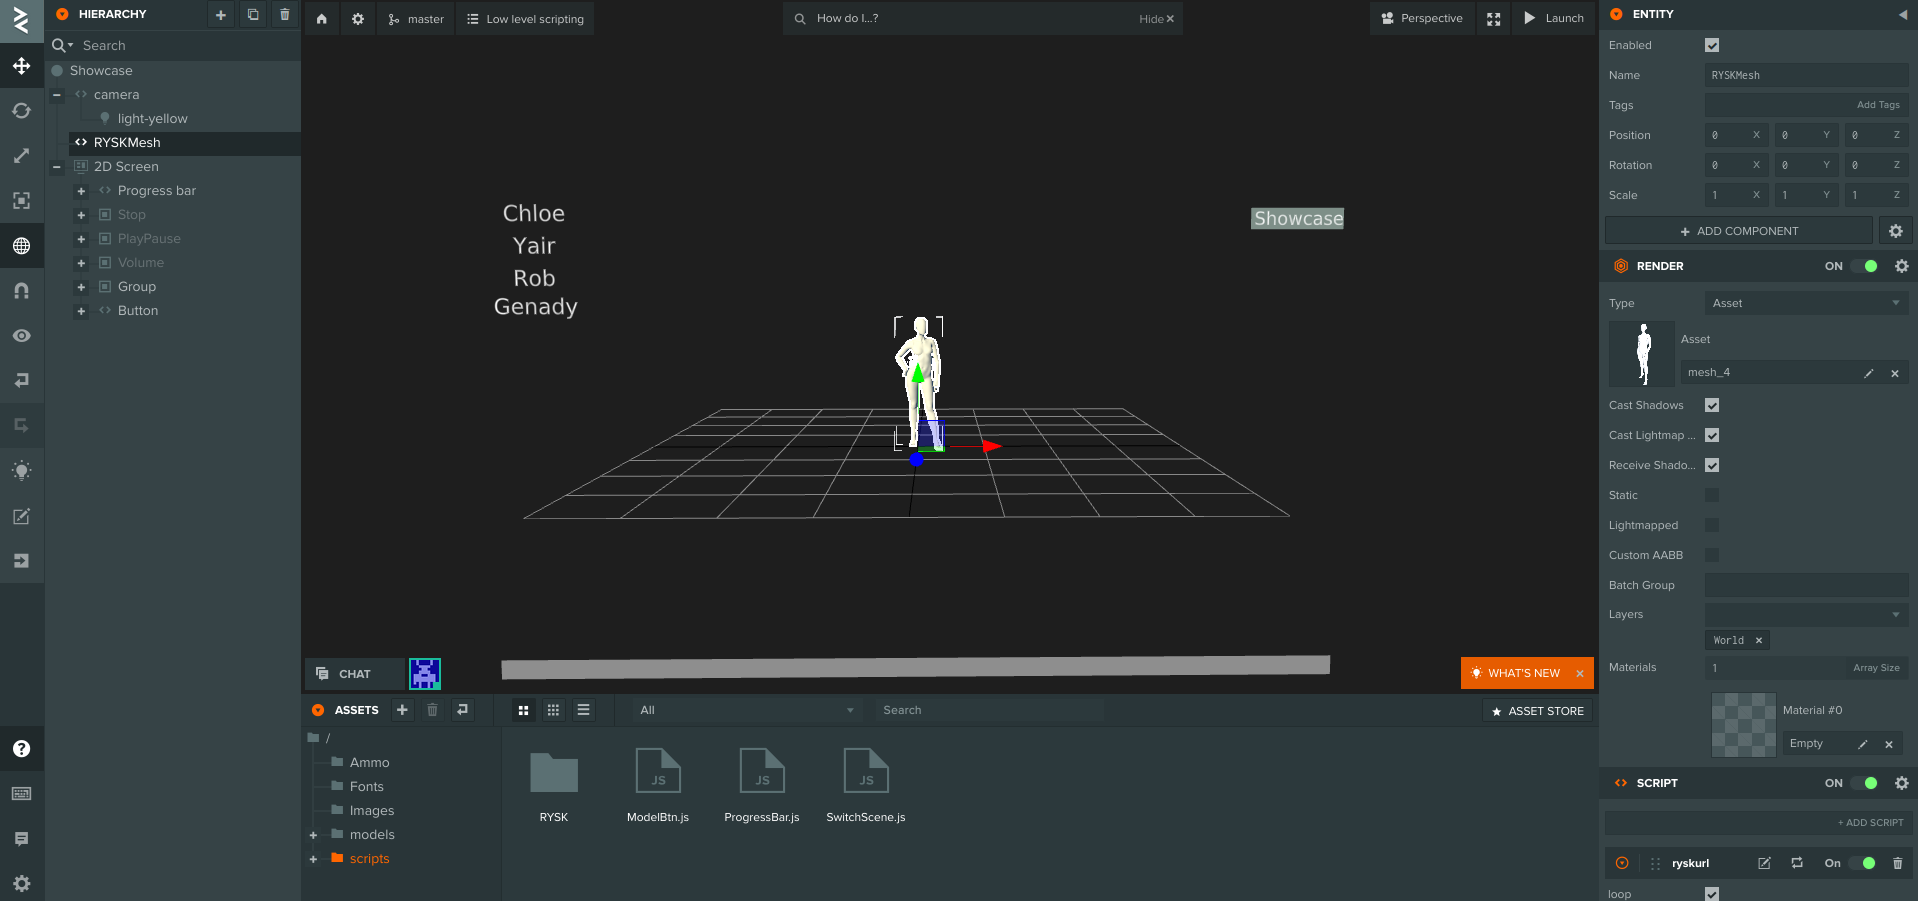 HIERARCHY
Search
Showcase
camera
light-yellow
RYSKMesh
2D Screen
Progress bar
Stop
PlayPause
Volume
Group
Button
master
Low level scripting
How do I...?
Hide
Perspective
Launch
Chloe
Yair
Rob
Genady
Showcase
CHAT
WHAT'S NEW
ASSETS
All
Search
ASSET STORE
/
Ammo
Fonts
Images
models
scripts
RYSK
JS
ModelBtn.js
JS
ProgressBar.js
JS
SwitchScene.js
ENTITY
Enabled
Name RYSKMesh
Tags Add Tags
Position 0 X 0 Y 0 Z
Rotation 0 X 0 Y 0 Z
Scale 1 X 1 Y 1 Z
ADD COMPONENT
RENDER ON
Type Asset
Asset
mesh_4
Cast Shadows
Cast Lightmap ...
Receive Shado...
Static
Lightmapped
Custom AABB
Batch Group
Layers
World
Materials 1 Array Size
Material #0
Empty
SCRIPT ON
+ ADD SCRIPT
ryskurl On
loop